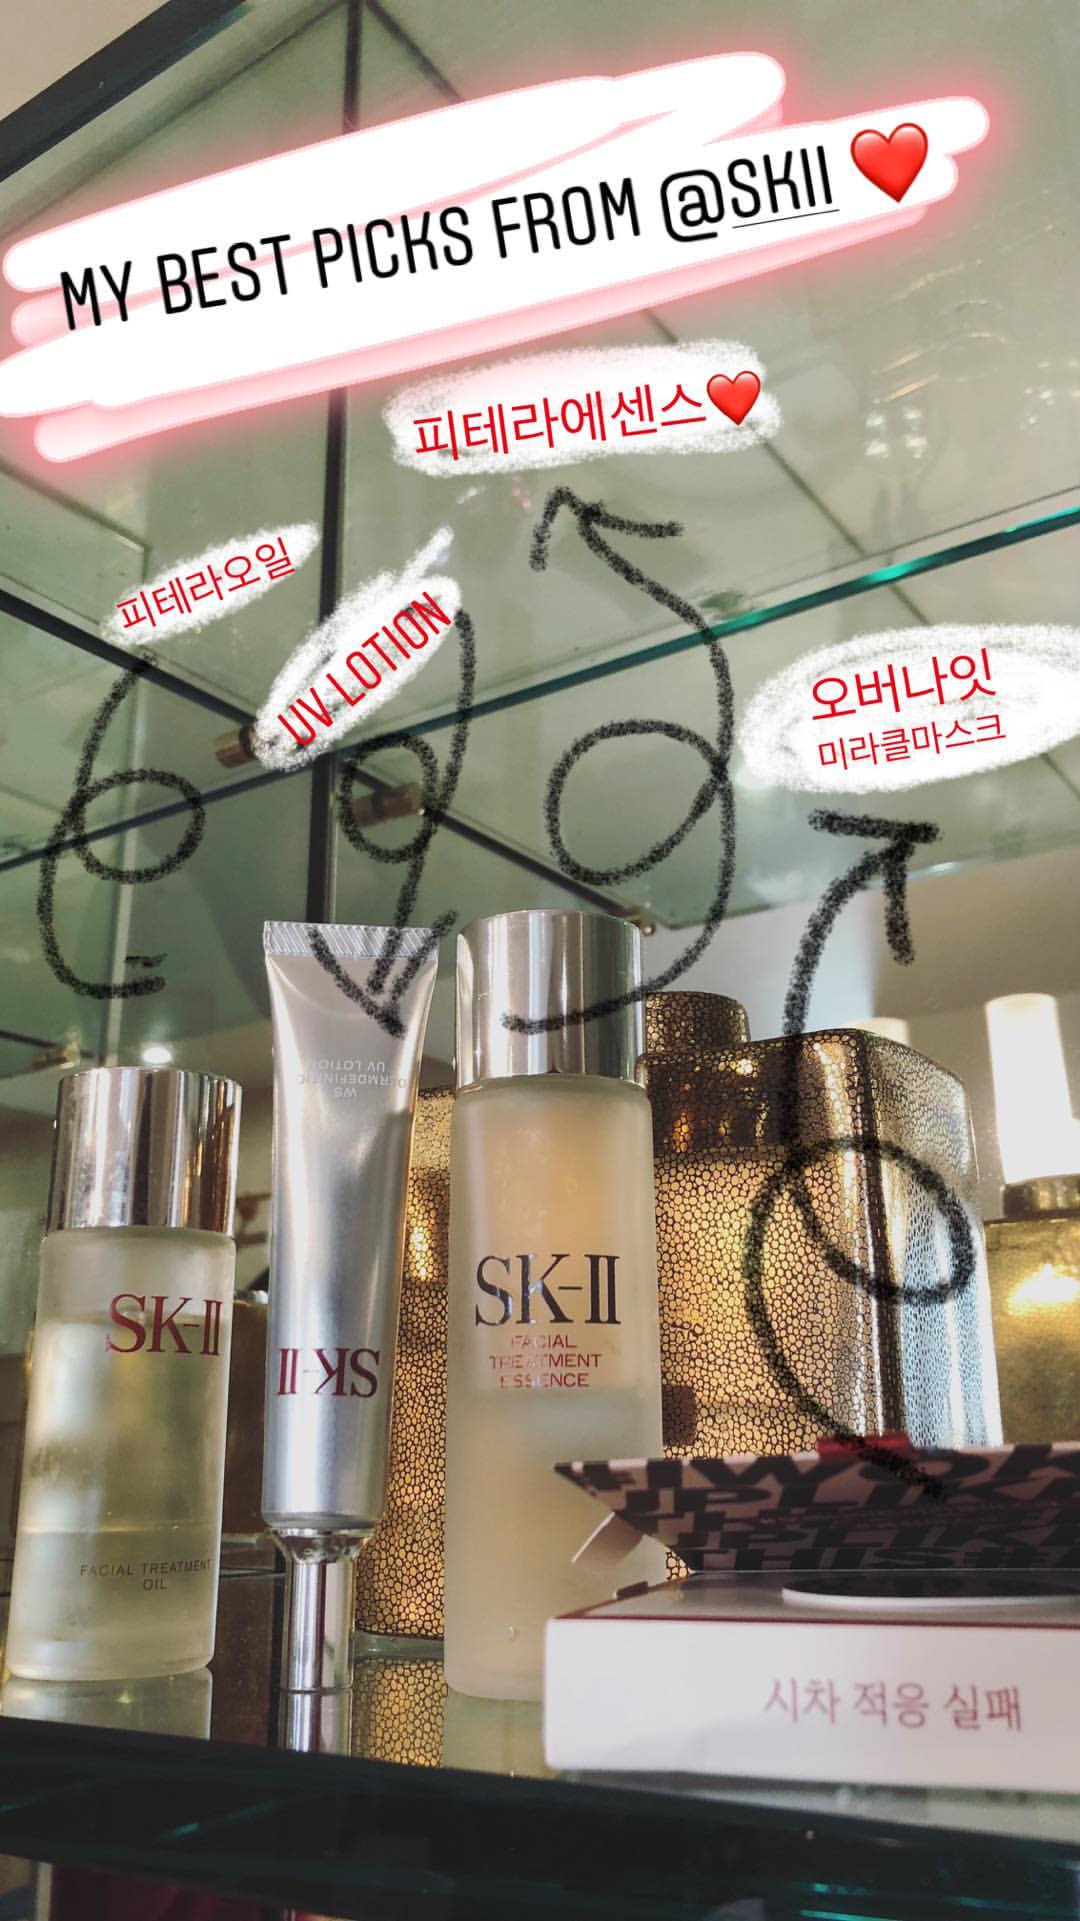 MY BEST PICKS FROM @SKII ❤️
피테라에센스❤️
피테라오일
UV LOTION
오버나잇
미라클마스크
WS
DERMDEFINITION
UV LOTION
SK-II
SK-II
FACIAL
TREATMENT
ESSENCE
SK-II
FACIAL TREATMENT
OIL
시차 적응 실패